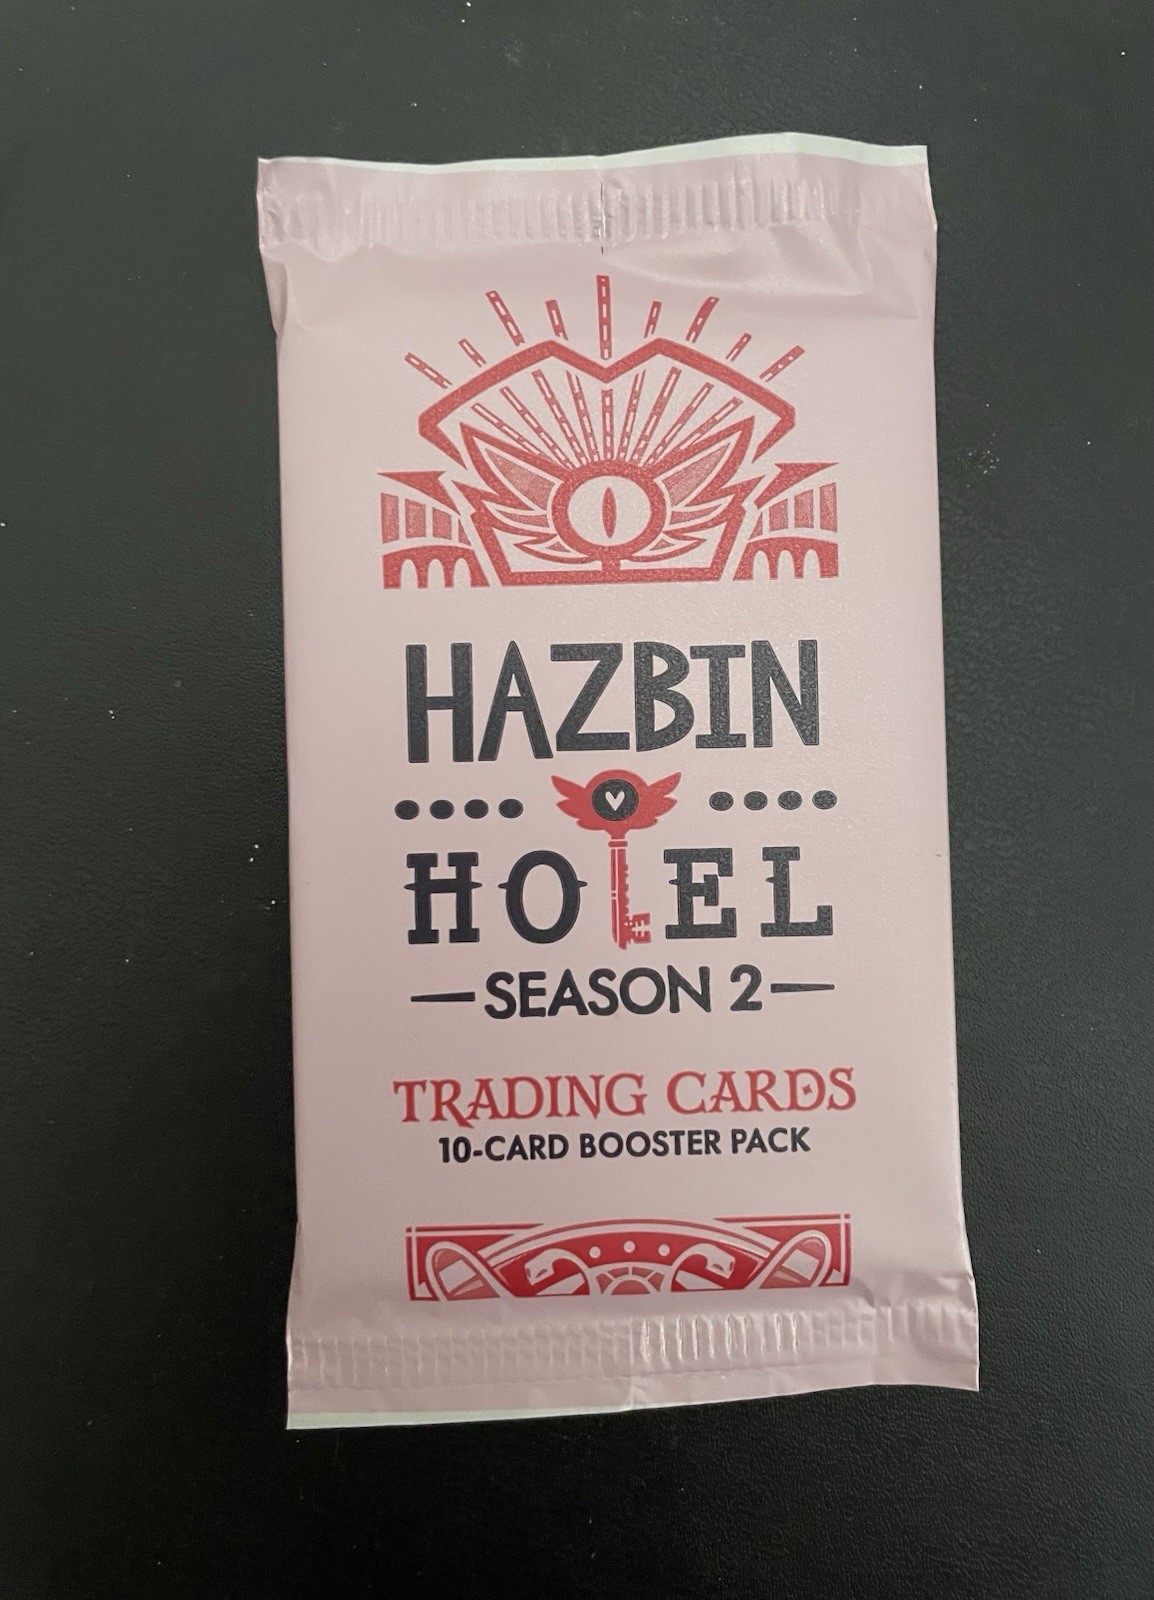 HAZBIN
HOTEL
SEASON 2
TRADING CARDS
10-CARD BOOSTER PACK